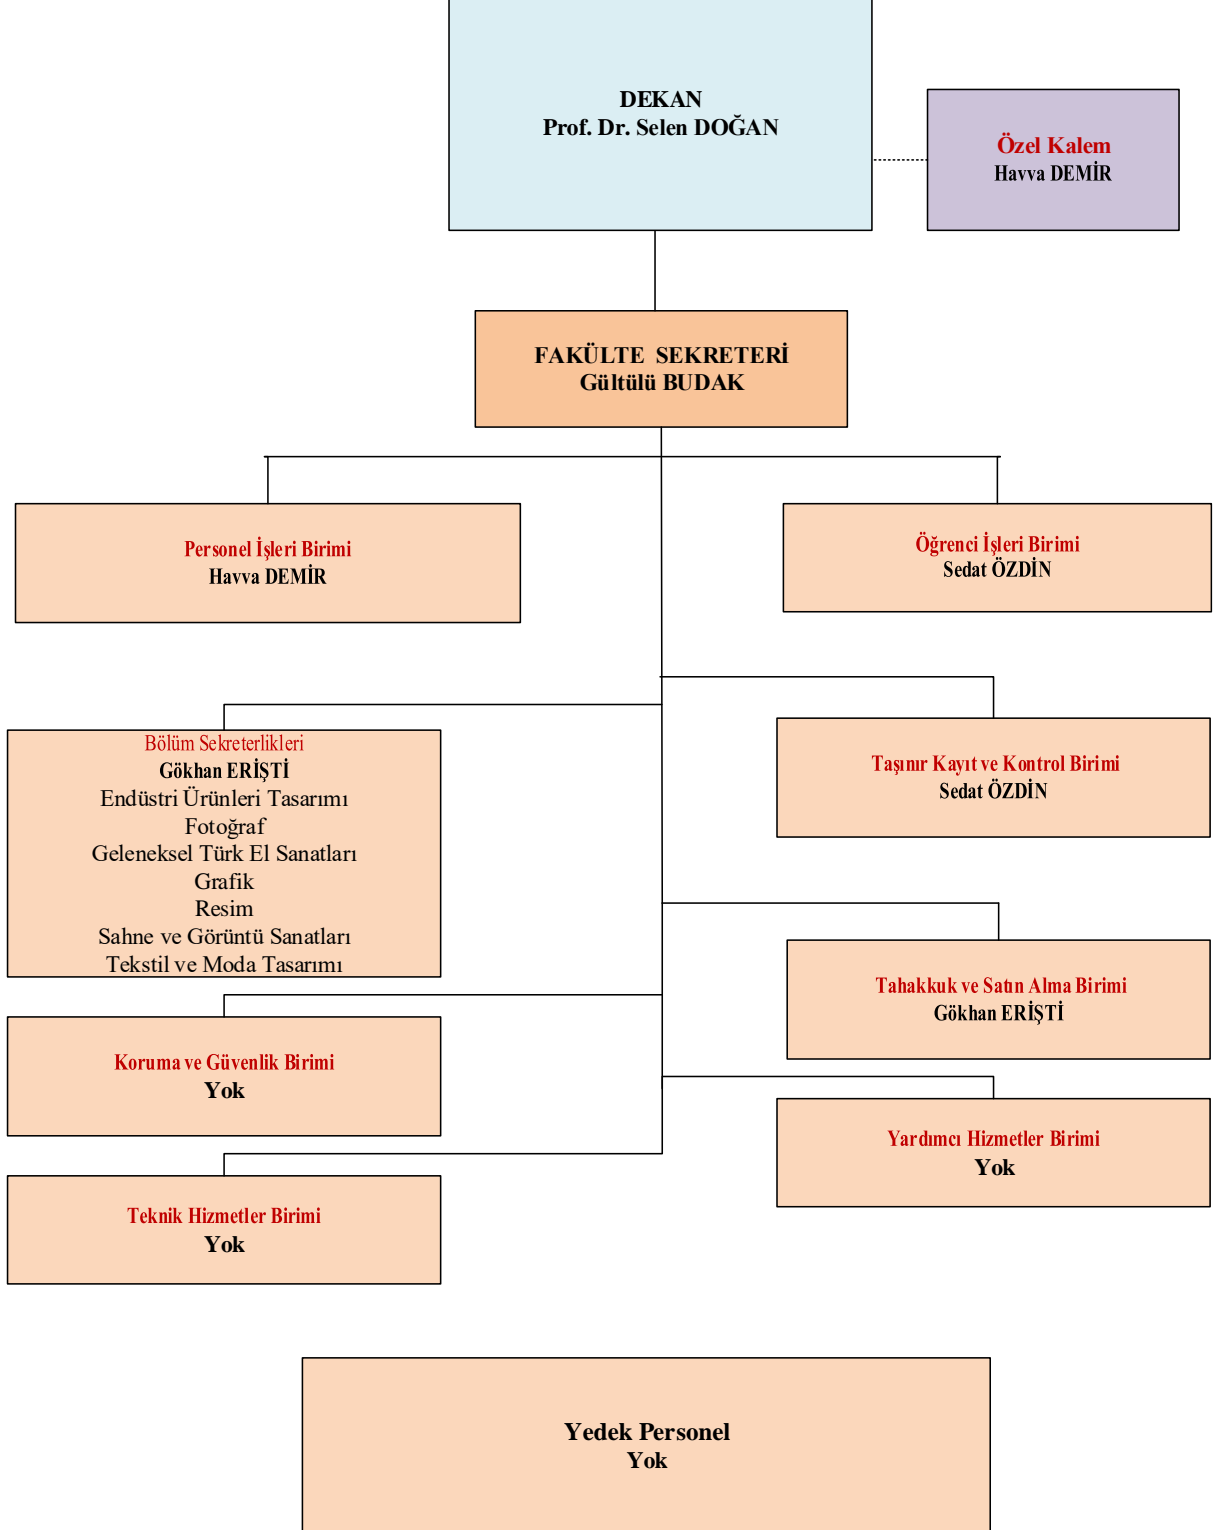 DEKAN
Prof. Dr. Selen DOĞAN
Özel Kalem
Havva DEMİR
FAKÜLTE SEKRETERİ
Gültülü BUDAK
Personel İşleri Birimi
Havva DEMİR
Öğrenci İşleri Birimi
Sedat ÖZDİN
Bölüm Sekreterlikleri
Gökhan ERİŞTİ
Endüstri Ürünleri Tasarımı
Fotoğraf
Geleneksel Türk El Sanatları
Grafik
Resim
Sahne ve Görüntü Sanatları
Tekstil ve Moda Tasarımı
Taşınır Kayıt ve Kontrol Birimi
Sedat ÖZDİN
Tahakkuk ve Satın Alma Birimi
Gökhan ERİŞTİ
Koruma ve Güvenlik Birimi
Yok
Yardımcı Hizmetler Birimi
Yok
Teknik Hizmetler Birimi
Yok
Yedek Personel
Yok